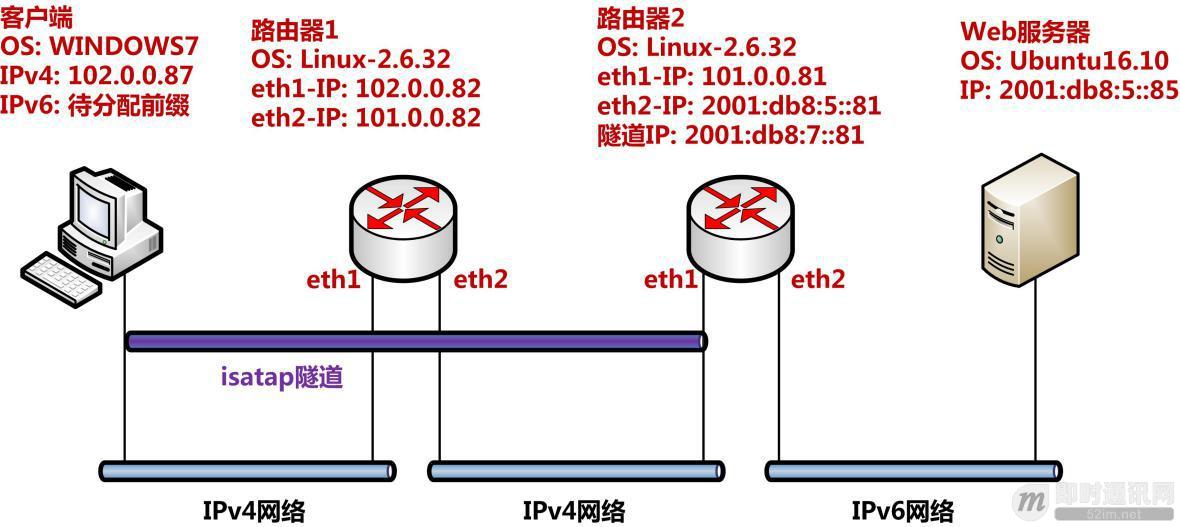 客户端
OS: WINDOWS7
IPv4: 102.0.0.87
IPv6: 待分配前缀
路由器1
OS: Linux-2.6.32
eth1-IP: 102.0.0.82
eth2-IP: 101.0.0.82
路由器2
OS: Linux-2.6.32
eth1-IP: 101.0.0.81
eth2-IP: 2001:db8:5::81
隧道IP: 2001:db8:7::81
Web服务器
OS: Ubuntu16.10
IP: 2001:db8:5::85
eth1
eth2
eth1
eth2
isatap隧道
IPv4网络
IPv4网络
IPv6网络
m 即时通讯网
52im.net